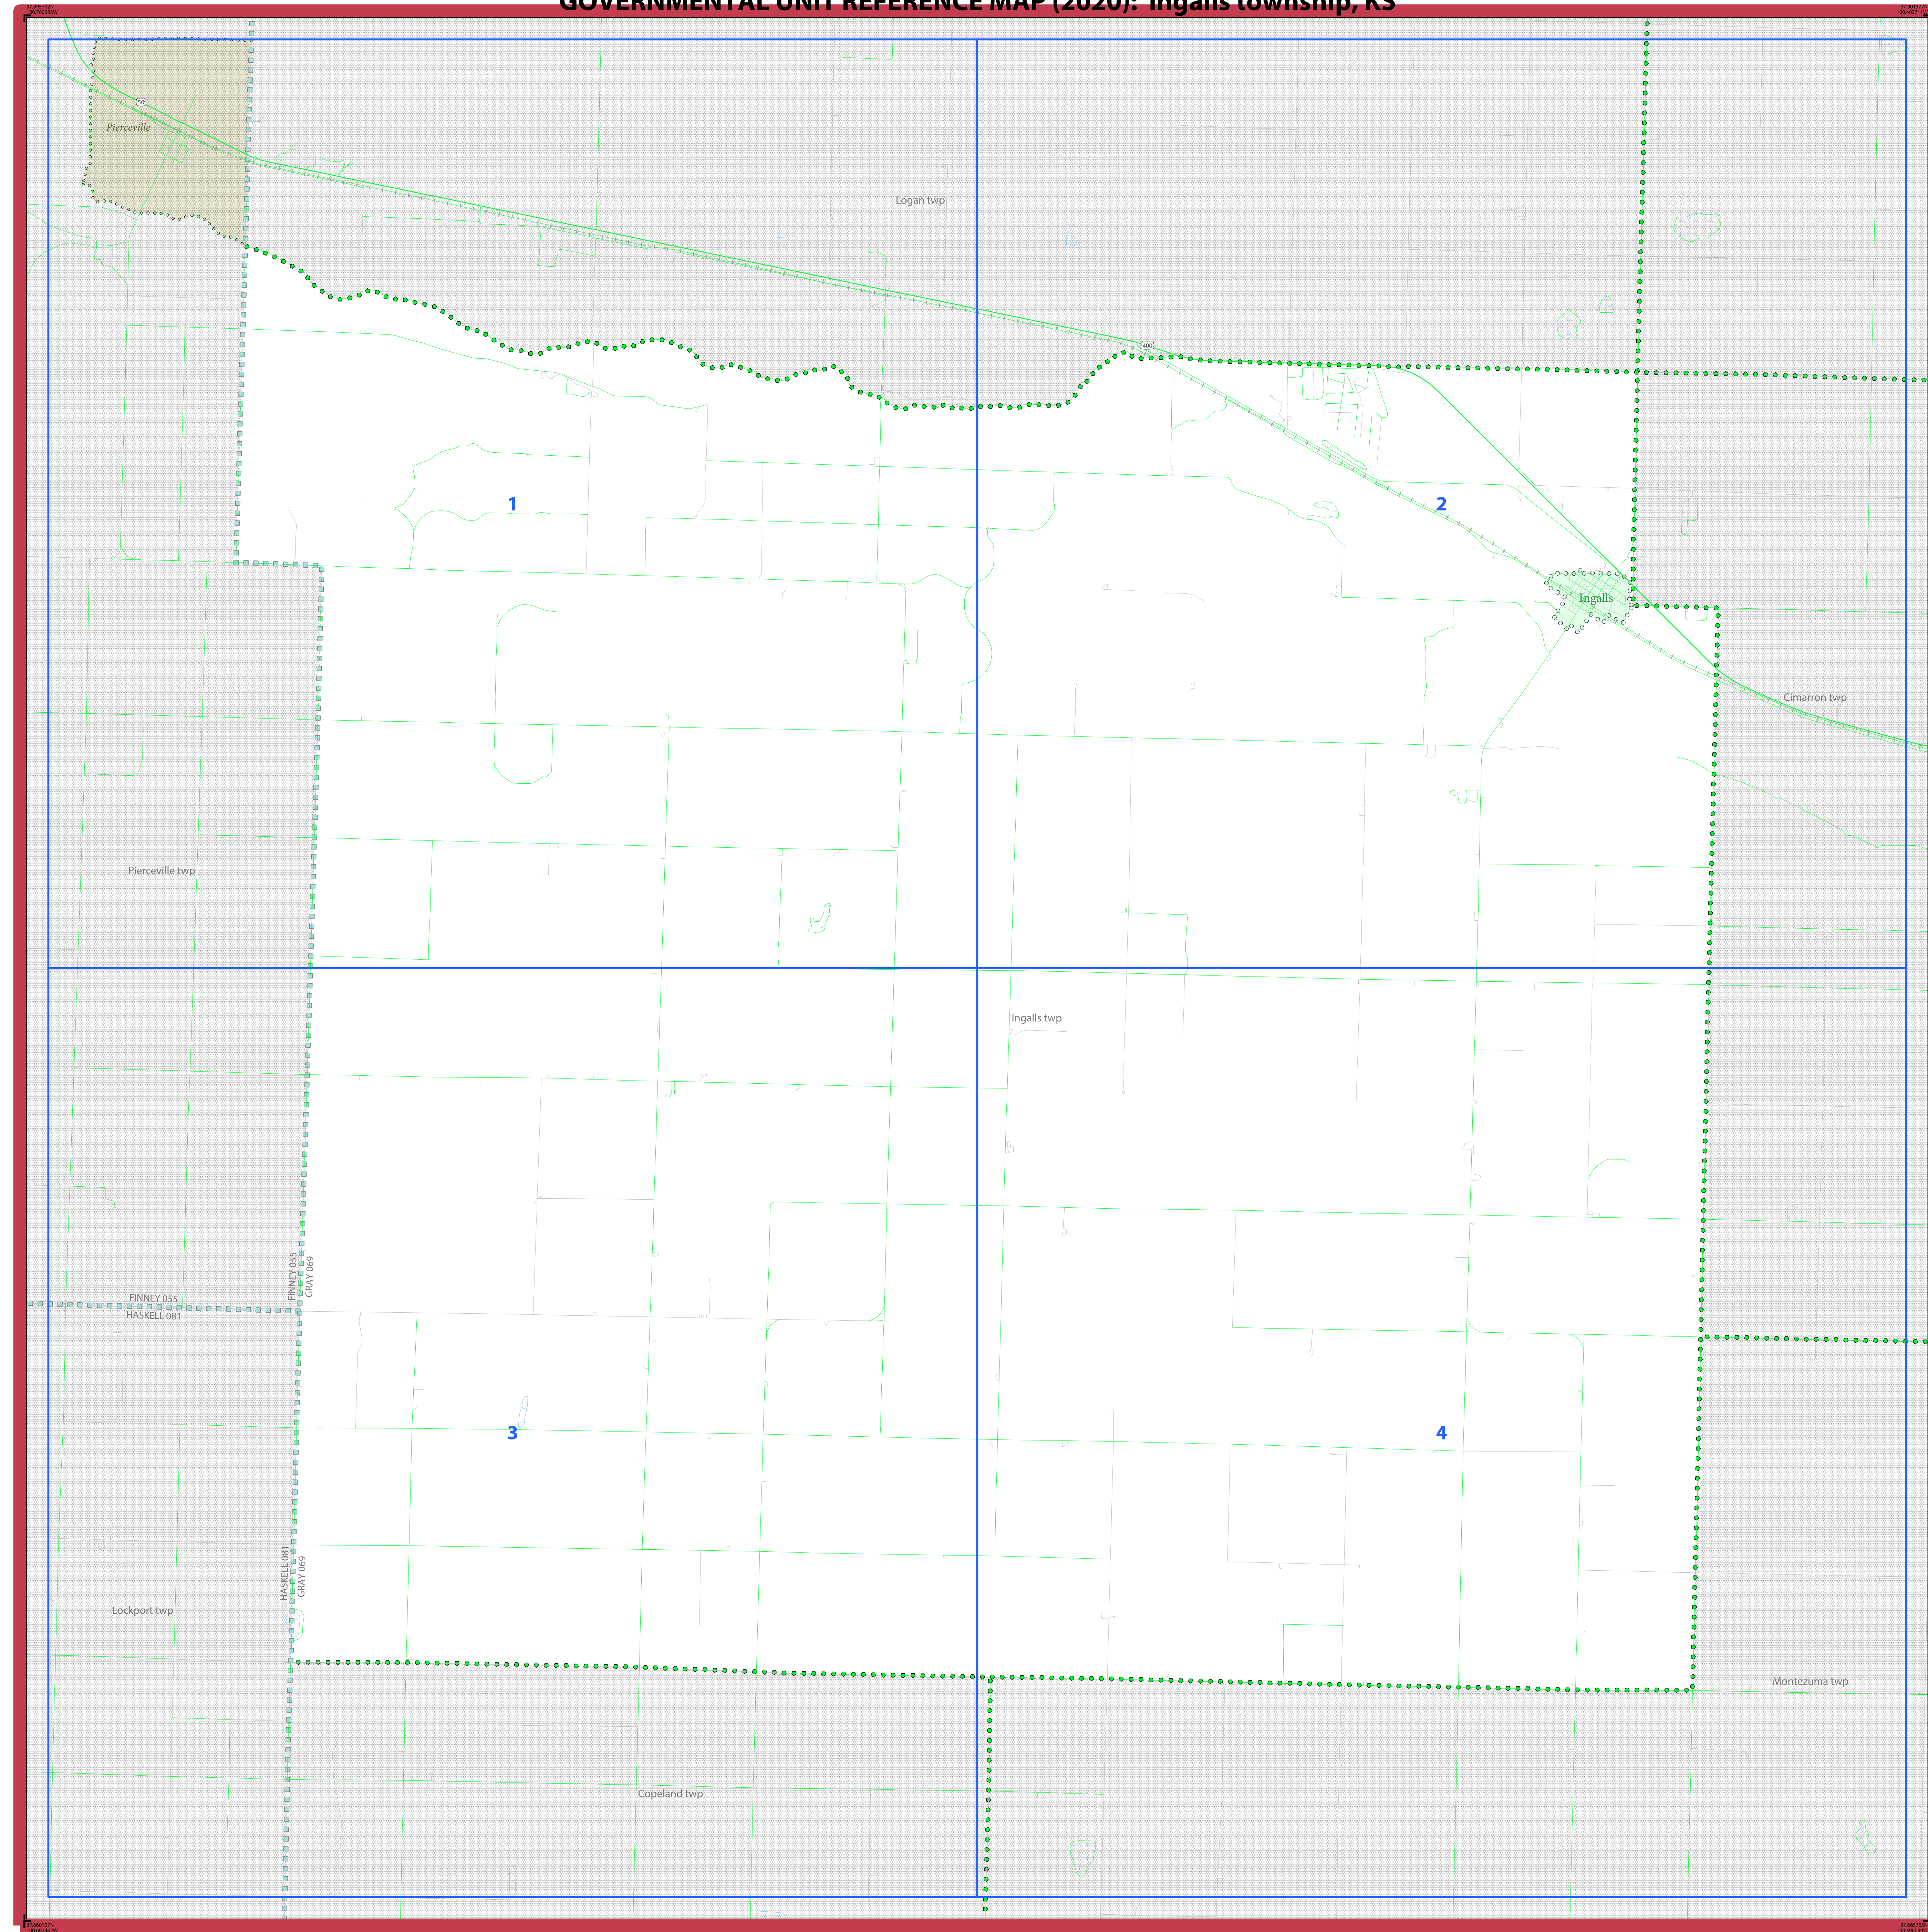 GOVERNMENTAL UNIT REFERENCE MAP (2020): Ingalls township, KS
50
Pierceville
Logan twp
400
1
2
Ingalls
Cimarron twp
Pierceville twp
Ingalls twp
FINNEY 055
GRAY 069
FINNEY 055
HASKELL 081
3
4
HASKELL 081
GRAY 069
Lockport twp
Montezuma twp
Copeland twp